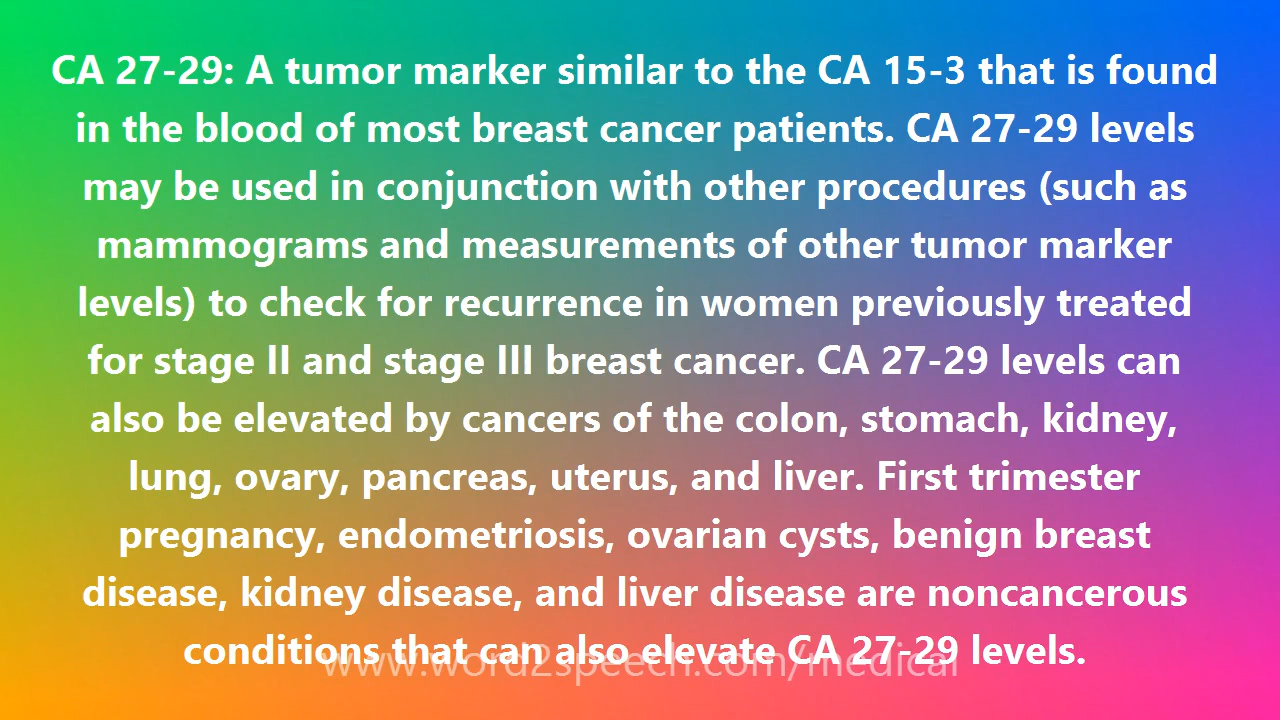 CA 27-29: A tumor marker similar to the CA 15-3 that is found
in the blood of most breast cancer patients. CA 27-29 levels
may be used in conjunction with other procedures (such as
mammograms and measurements of other tumor marker
levels) to check for recurrence in women previously treated
for stage II and stage III breast cancer. CA 27-29 levels can
also be elevated by cancers of the colon, stomach, kidney,
lung, ovary, pancreas, uterus, and liver. First trimester
pregnancy, endometriosis, ovarian cysts, benign breast
disease, kidney disease, and liver disease are noncancerous
conditions that can also elevate CA 27-29 levels.
www.word2speech.com/medical